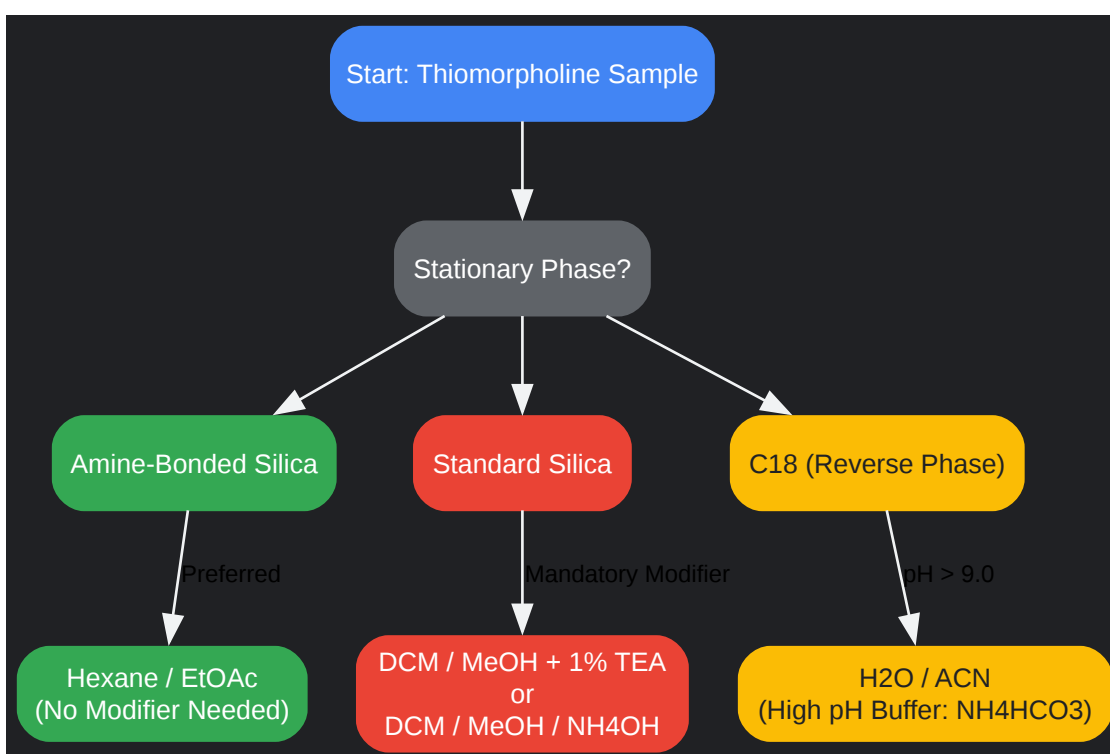 Start: Thiomorpholine Sample
Stationary Phase?
Amine-Bonded Silica
Standard Silica
C18 (Reverse Phase)
Preferred
Mandatory Modifier
pH > 9.0
Hexane / EtOAc
(No Modifier Needed)
DCM / MeOH + 1% TEA
or
DCM / MeOH / NH4OH
H2O / ACN
(High pH Buffer: NH4HCO3)